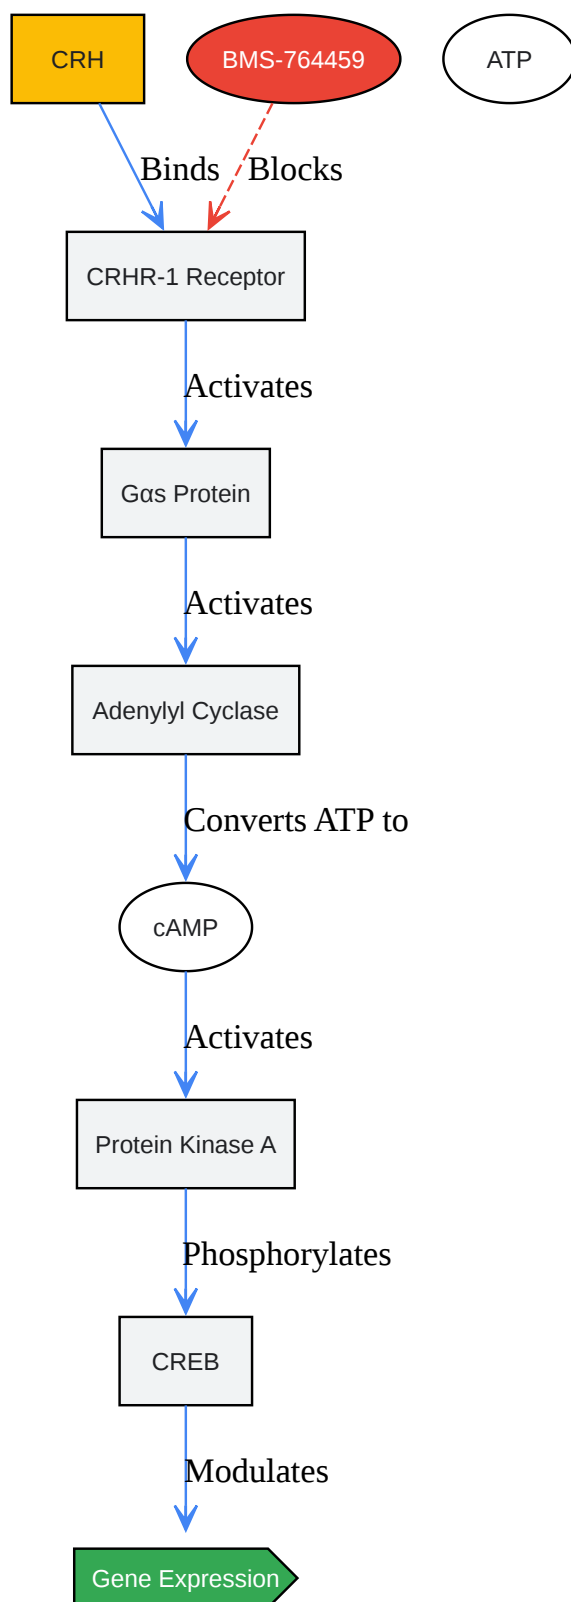 CRH
BMS-764459
ATP
Binds
Blocks
CRHR-1 Receptor
Activates
Gαs Protein
Activates
Adenylyl Cyclase
Converts ATP to
cAMP
Activates
Protein Kinase A
Phosphorylates
CREB
Modulates
Gene Expression